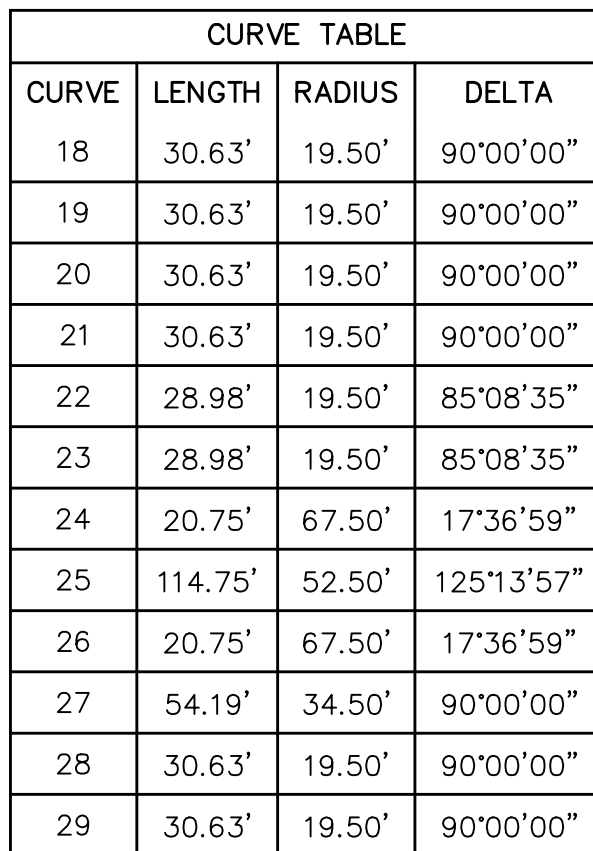 CURVE TABLE
CURVE LENGTH RADIUS DELTA
18 30.63’ 19.50’ 90°00’00”
19 30.63’ 19.50’ 90°00’00”
20 30.63’ 19.50’ 90°00’00”
21 30.63’ 19.50’ 90°00’00”
22 28.98’ 19.50’ 85°08’35”
23 28.98’ 19.50’ 85°08’35”
24 20.75’ 67.50’ 17°36’59”
25 114.75’ 52.50’ 125°13’57”
26 20.75’ 67.50’ 17°36’59”
27 54.19’ 34.50’ 90°00’00”
28 30.63’ 19.50’ 90°00’00”
29 30.63’ 19.50’ 90°00’00”